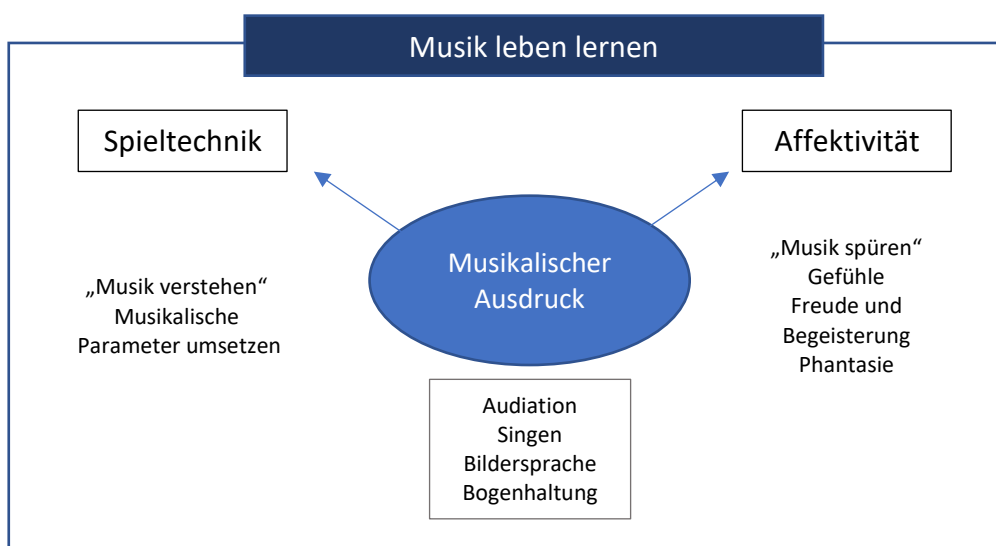 Musik leben lernen
Spieltechnik
Affektivität
Musikalischer
Ausdruck
„Musik verstehen“
Musikalische
Parameter umsetzen
„Musik spüren“
Gefühle
Freude und
Begeisterung
Phantasie
Audiation
Singen
Bildersprache
Bogenhaltung